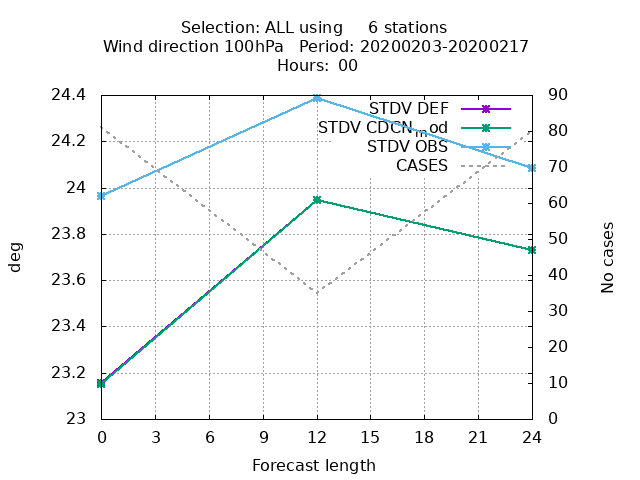 Selection: ALL using     6 stations
Wind direction 100hPa   Period: 20200203-20200217
Hours: 00
24.4
24.2
24
23.8
23.6
23.4
23.2
23
deg
90
80
70
60
50
40
30
20
10
0
No cases
STDV DEF
STDV CDCNmod
STDV OBS
CASES
0 3 6 9 12 15 18 21 24
Forecast length